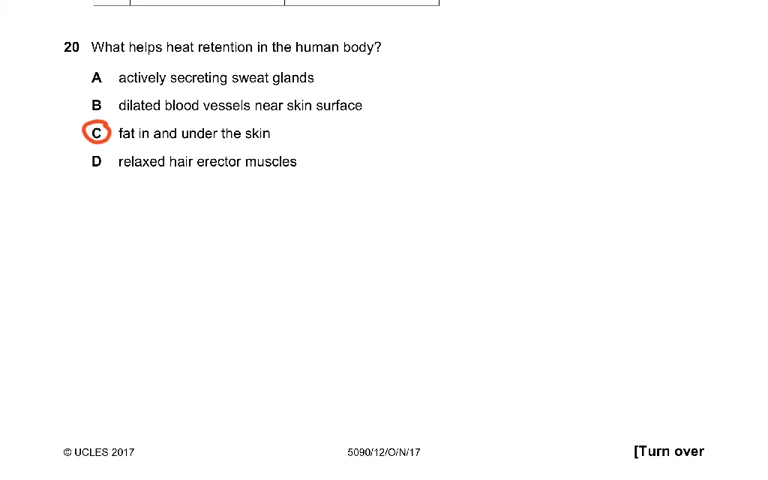 20 What helps heat retention in the human body?
A actively secreting sweat glands
B dilated blood vessels near skin surface
C fat in and under the skin
D relaxed hair erector muscles
© UCLES 2017 5090/12/O/N/17 [Turn over